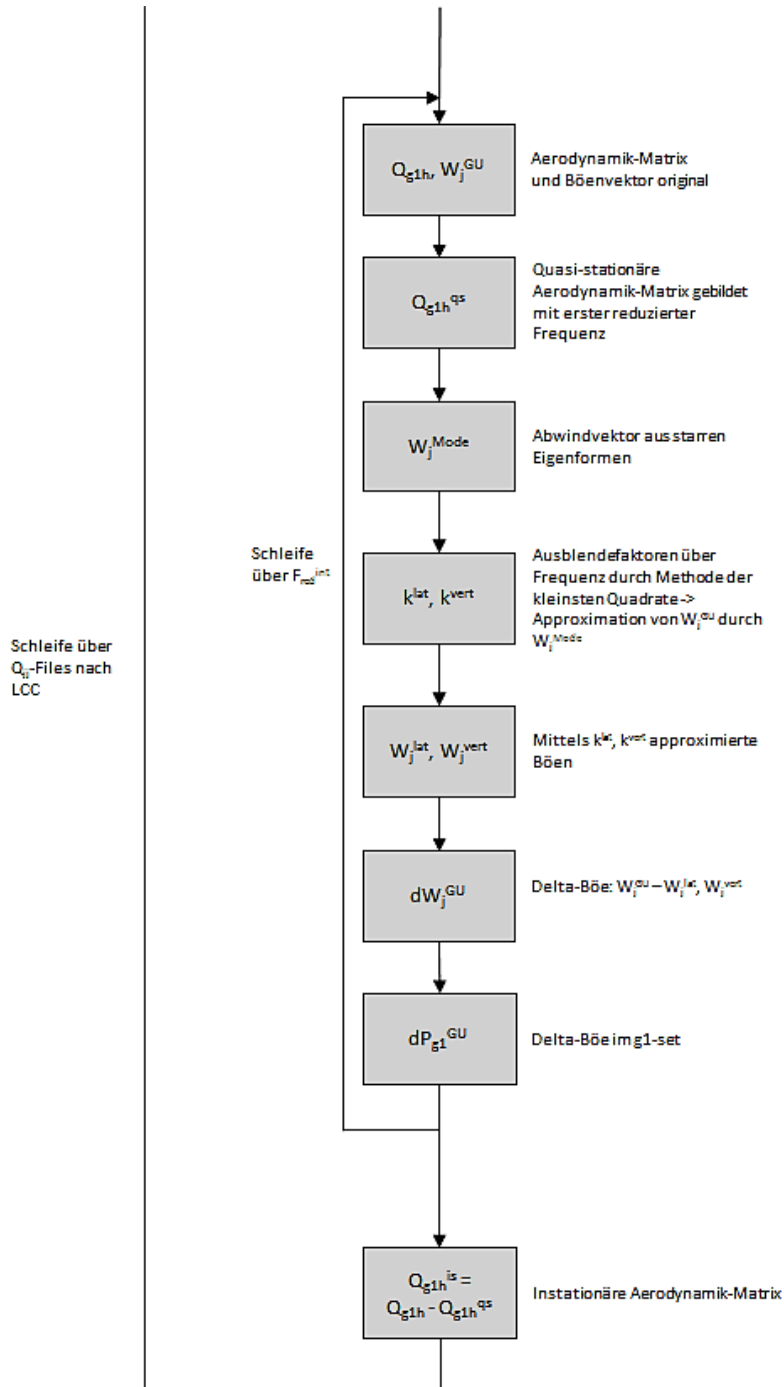 Q_g1h, W_j^GU
Aerodynamik-Matrix
und Böenvektor original
Q_g1h^qs
Quasi-stationäre
Aerodynamik-Matrix gebildet
mit erster reduzierter
Frequenz
W_j^Mode
Abwindvektor aus starren
Eigenformen
Schleife
über F_red^int
k^lat, k^vert
Ausblendefaktoren über
Frequenz durch Methode der
kleinsten Quadrate->
Approximation von W_j^GU durch
W_j^Mode
Schleife über
-Files nach
LCC
W_j^lat, W_j^vert
Mittels k^lat, k^vert approximierte
Böen
dW_j^GU
Delta-Böe: W_j^GU – W_j^lat, W_j^vert
dP_g1^GU
Delta-Böe im g1-set
Q_g1h^is =
Q_g1h - Q_g1h^qs
Instationäre Aerodynamik-Matrix